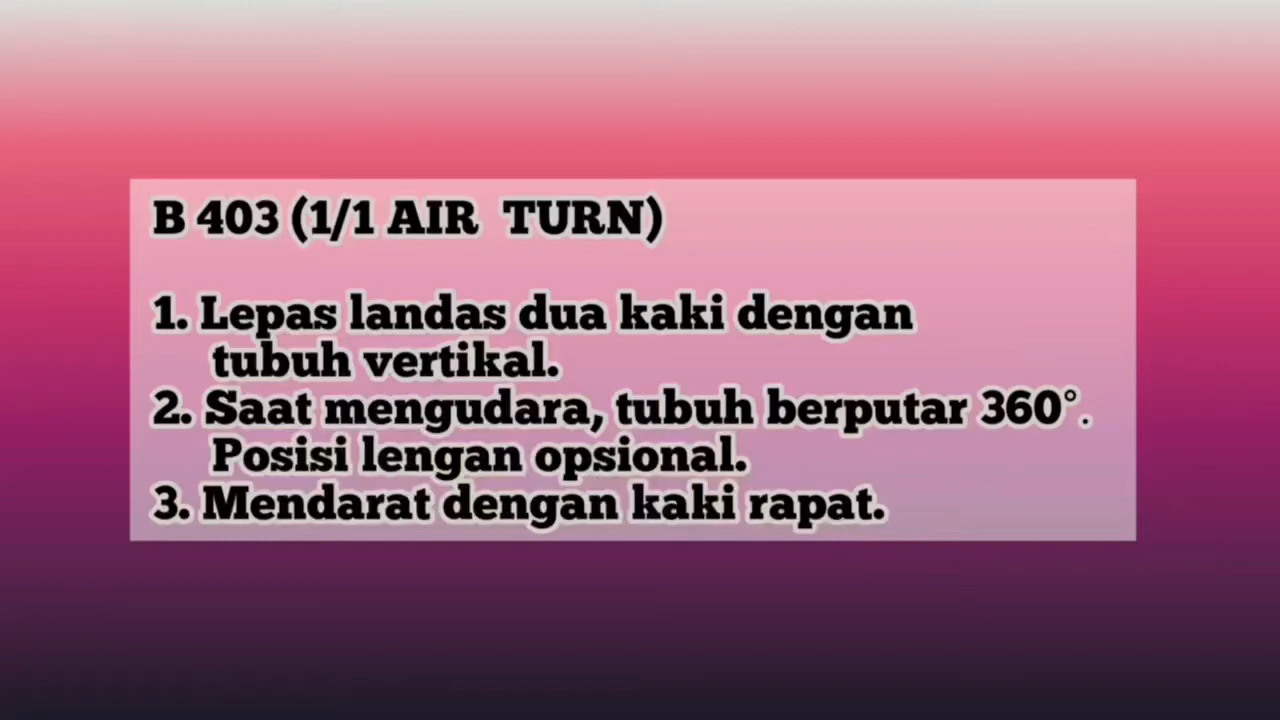 B 403 (1/1 AIR TURN)
1. Lepas landas dua kaki dengan
tubuh vertikal.
2. Saat mengudara, tubuh berputar 360°.
Posisi lengan opsional.
3. Mendarat dengan kaki rapat.